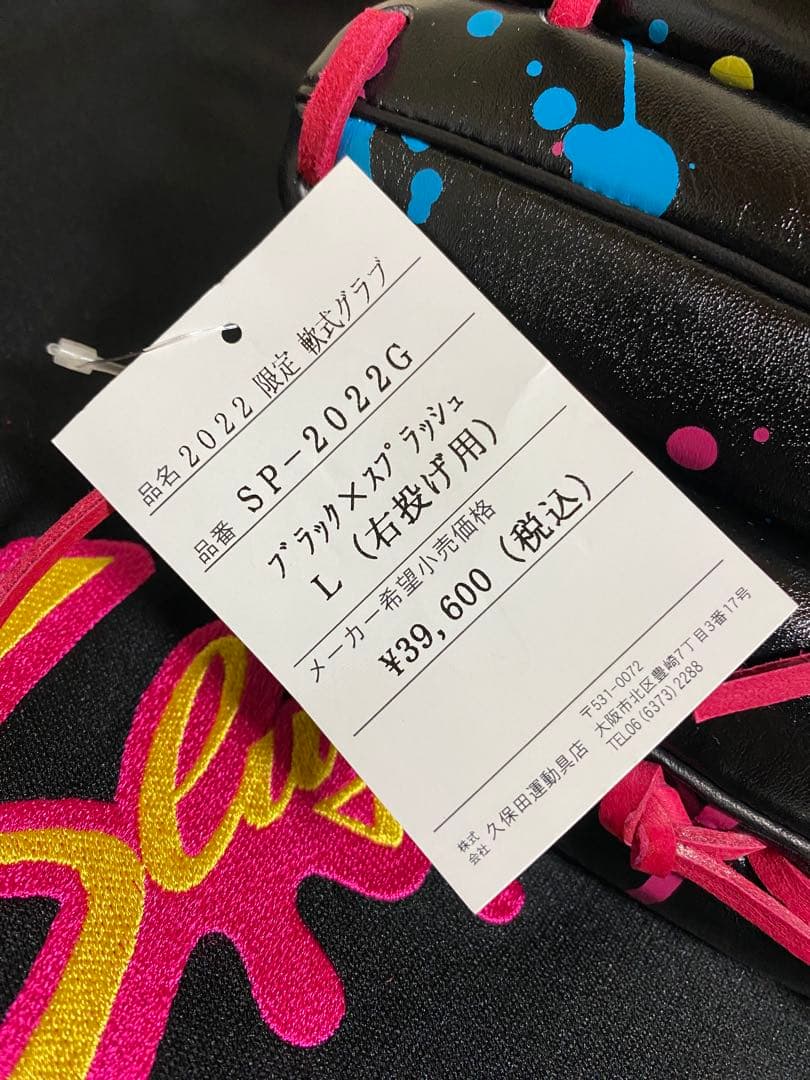 品名 2022 限定 軟式グラブ
品番 SP-2022G
ブラック×スプラッシュ
L (右投げ用)
メーカー希望小売価格
¥39,600 (税込)
〒531-0072
大阪市北区豊崎7丁目3番17号
株式会社 久保田運動具店 TEL06(6373)2288